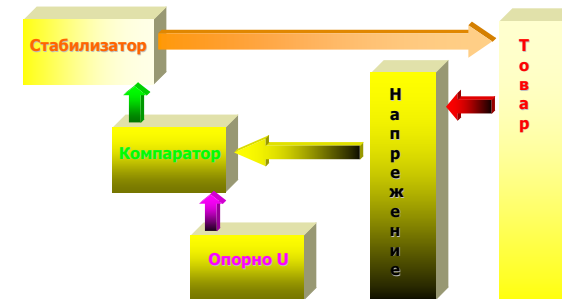 Стабилизатор
Товар
Напрежение
Компаратор
Опорно U